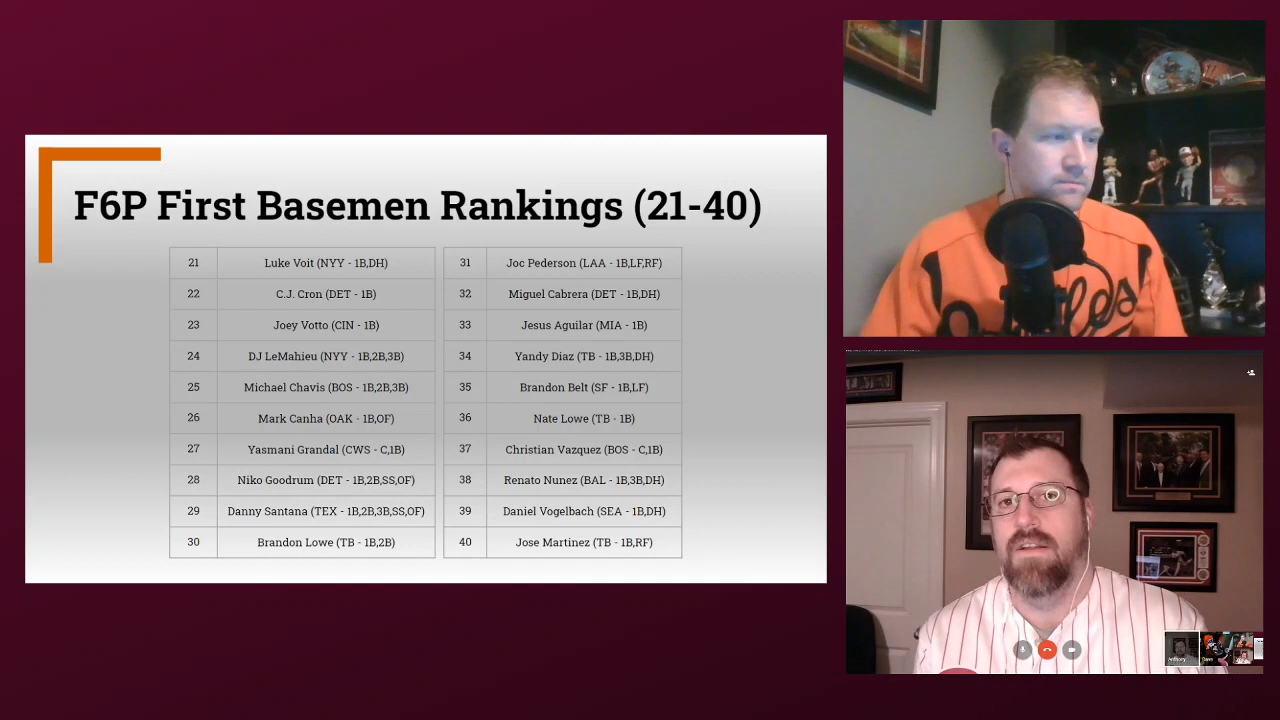 F6P First Basemen Rankings (21-40)
21 Luke Voit (NYY - 1B,DH)
22 C.J. Cron (DET - 1B)
23 Joey Votto (CIN - 1B)
24 DJ LeMahieu (NYY - 1B,2B,3B)
25 Michael Chavis (BOS - 1B,2B,3B)
26 Mark Canha (OAK - 1B,OF)
27 Yasmani Grandal (CWS - C,1B)
28 Niko Goodrum (DET - 1B,2B,SS,OF)
29 Danny Santana (TEX - 1B,2B,3B,SS,OF)
30 Brandon Lowe (TB - 1B,2B)
31 Joc Pederson (LAA - 1B,LF,RF)
32 Miguel Cabrera (DET - 1B,DH)
33 Jesus Aguilar (MIA - 1B)
34 Yandy Diaz (TB - 1B,3B,DH)
35 Brandon Belt (SF - 1B,LF)
36 Nate Lowe (TB - 1B)
37 Christian Vazquez (BOS - C,1B)
38 Renato Nunez (BAL - 1B,3B,DH)
39 Daniel Vogelbach (SEA - 1B,DH)
40 Jose Martinez (TB - 1B,RF)
Orioles
Anthony
Dave